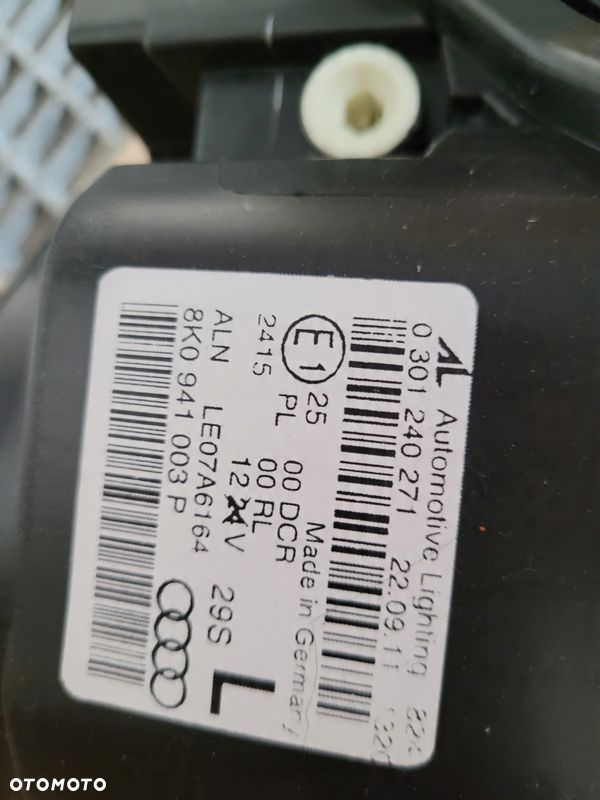 AL Automotive Lighting
0 301 240 271 22.09.11
Made in Germany
E1 25 00 DCR
PL 00 RL
2415 12 V
ALN LE07A6164 29S L
8K0 941 003 P
OTOMOTO